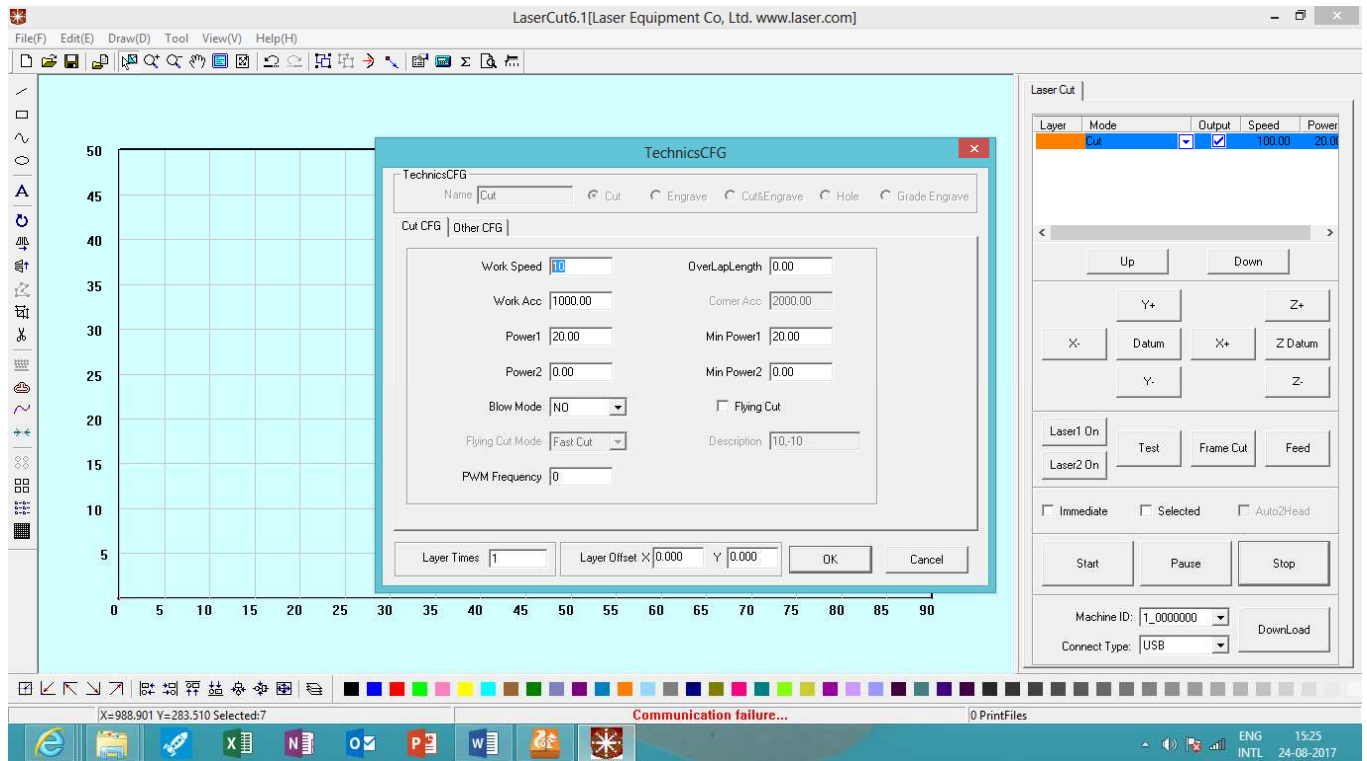 LaserCut6.1[Laser Equipment Co, Ltd. www.laser.com]
File(F) Edit(E) Draw(D) Tool View(V) Help(H)
Laser Cut
Layer Mode Output Speed Power
Cut 100.00 20.00
TechnicsCFG
TechnicsCFG
Name Cut Cut Engrave Cut&Engrave Hole Grade Engrave
Cut CFG Other CFG
Work Speed 10 OverLapLength 0.00
Work Acc 1000.00 Corner Acc 2000.00
Power1 20.00 Min Power1 20.00
Power2 0.00 Min Power2 0.00
Blow Mode NO Flying Cut
Flying Cut Mode Fast Cut Description 10,-10
PWM Frequency 0
Layer Times 1 Layer Offset X 0.000 Y 0.000 OK Cancel
50
45
40
35
30
25
20
15
10
5
0 5 10 15 20 25 30 35 40 45 50 55 60 65 70 75 80 85 90
Up Down
Y+ Z+
X- Datum X+ Z Datum
Y- Z-
Laser1 On
Laser2 On
Test Frame Cut Feed
Immediate Selected Auto2Head
Start Pause Stop
Machine ID: 1_0000000
Connect Type: USB
DownLoad
X=988.901 Y=283.510 Selected:7 Communication failure... 0 PrintFiles
ENG 15:25
INTL 24-08-2017